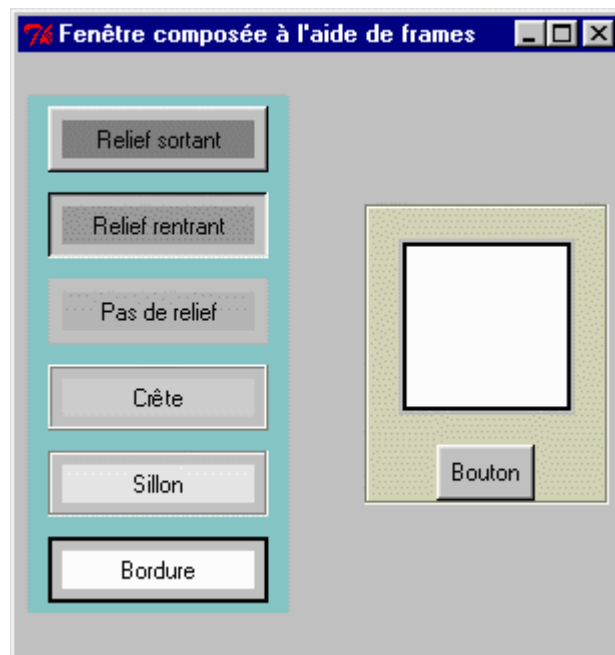 Fenêtre composée à l'aide de frames
Relief sortant
Relief rentrant
Pas de relief
Crête
Sillon
Bordure
Bouton